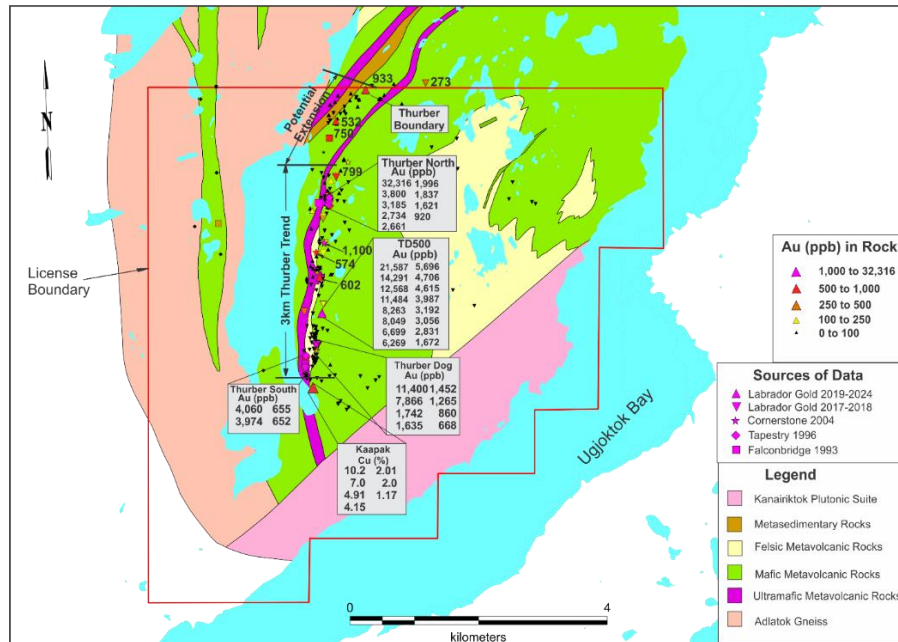 933
273
Potential Extension
532
750
Thurber
Boundary
N
799
Thurber North
Au (ppb)
32,316 1,996
3,800 1,837
3,185 1,621
2,734 920
2,661
3km Thurber Trend
1,100
574
602
TD500
Au (ppb)
21,587 5,696
14,291 4,706
12,568 4,615
11,484 3,987
8,263 3,192
8,049 3,056
6,699 2,831
6,269 1,672
License
Boundary
Thurber Dog
Au (ppb)
11,400 1,452
7,866 1,265
1,742 860
1,635 668
Thurber South
Au (ppb)
4,060 655
3,974 652
Kaapak
Cu (%)
10.2 2.01
7.0 2.0
4.91 1.17
4.15
Ugjoktok Bay
0 4
kilometers
Au (ppb) in Rock
1,000 to 32,316
500 to 1,000
250 to 500
100 to 250
0 to 100
Sources of Data
Labrador Gold 2019-2024
Labrador Gold 2017-2018
Cornerstone 2004
Tapestry 1996
Falconbridge 1993
Legend
Kanairiktok Plutonic Suite
Metasedimentary Rocks
Felsic Metavolcanic Rocks
Mafic Metavolcanic Rocks
Ultramafic Metavolcanic Rocks
Adlatok Gneiss